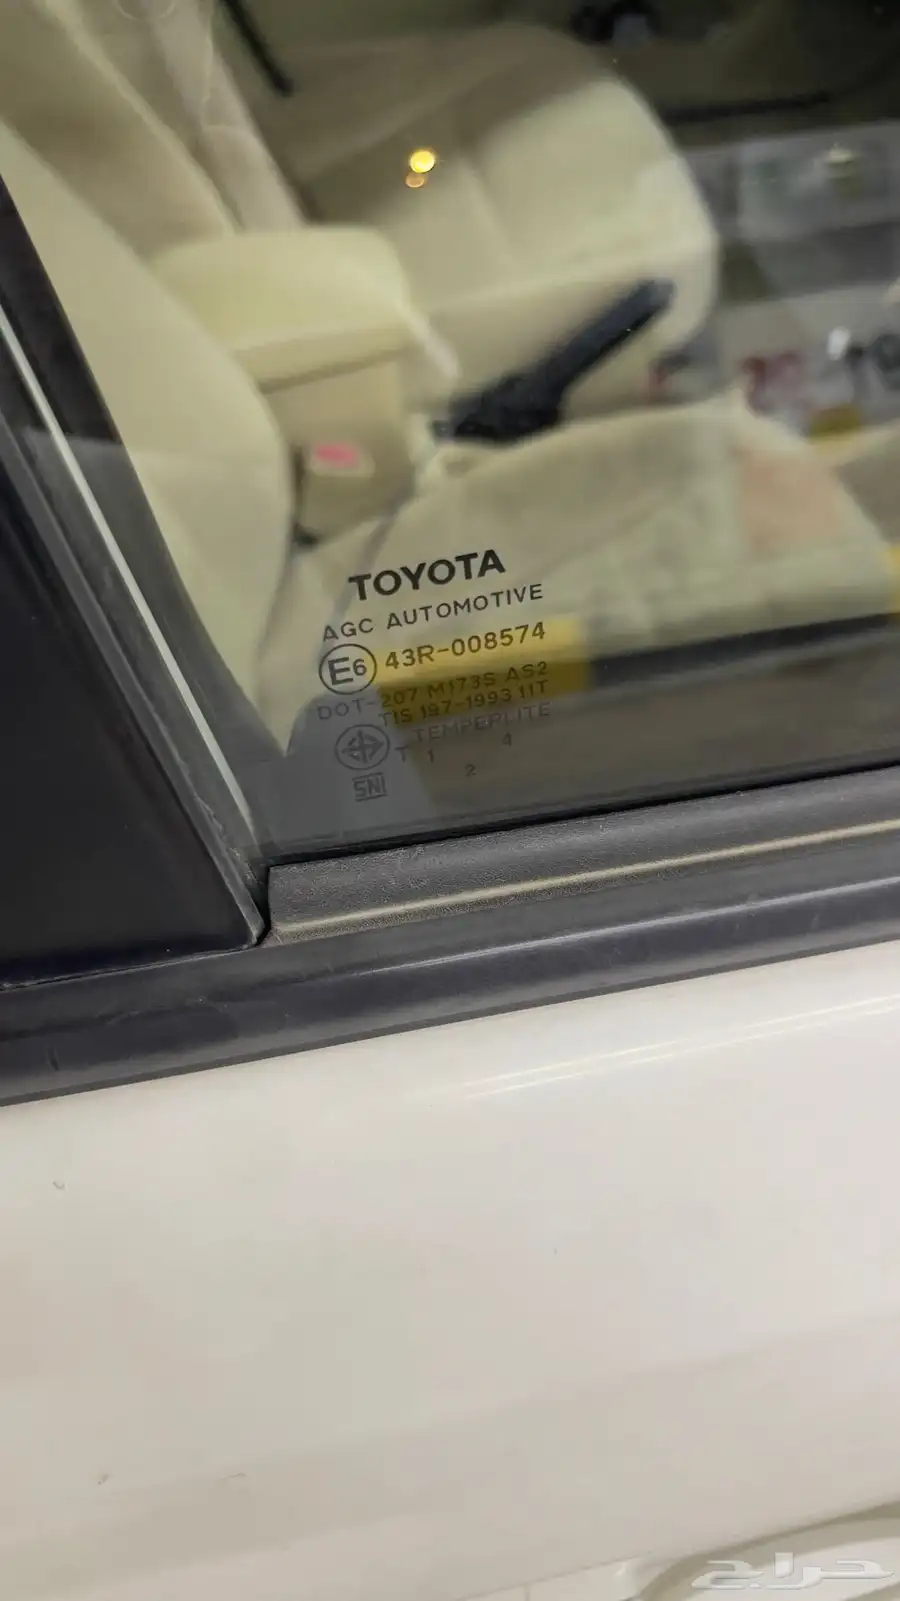 TOYOTA
AGC AUTOMOTIVE
E6 43R-008574
DOT-207 M173S AS2
TIS 197-1993 11T
TEMPERLITE
T 1 4
2
SNI
حراج